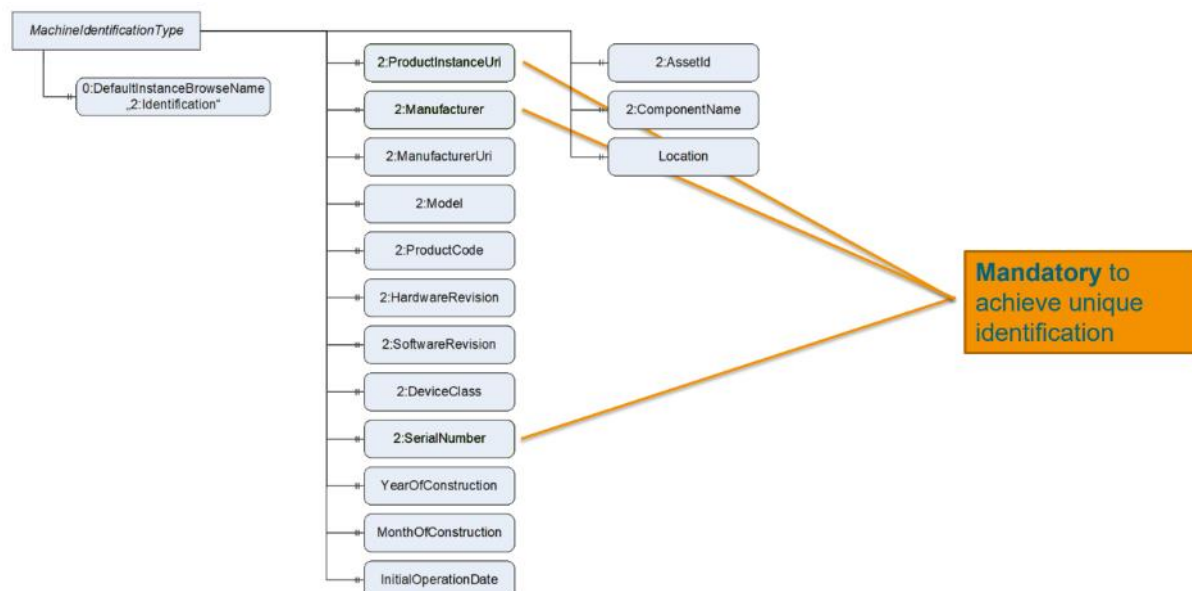 MachineIdentificationType
0:DefaultInstanceBrowseName
„2:Identification“
2:ProductInstanceUri
2:Manufacturer
2:ManufacturerUri
2:Model
2:ProductCode
2:HardwareRevision
2:SoftwareRevision
2:DeviceClass
2:SerialNumber
YearOfConstruction
MonthOfConstruction
InitialOperationDate
2:AssetId
2:ComponentName
Location
Mandatory to
achieve unique
identification